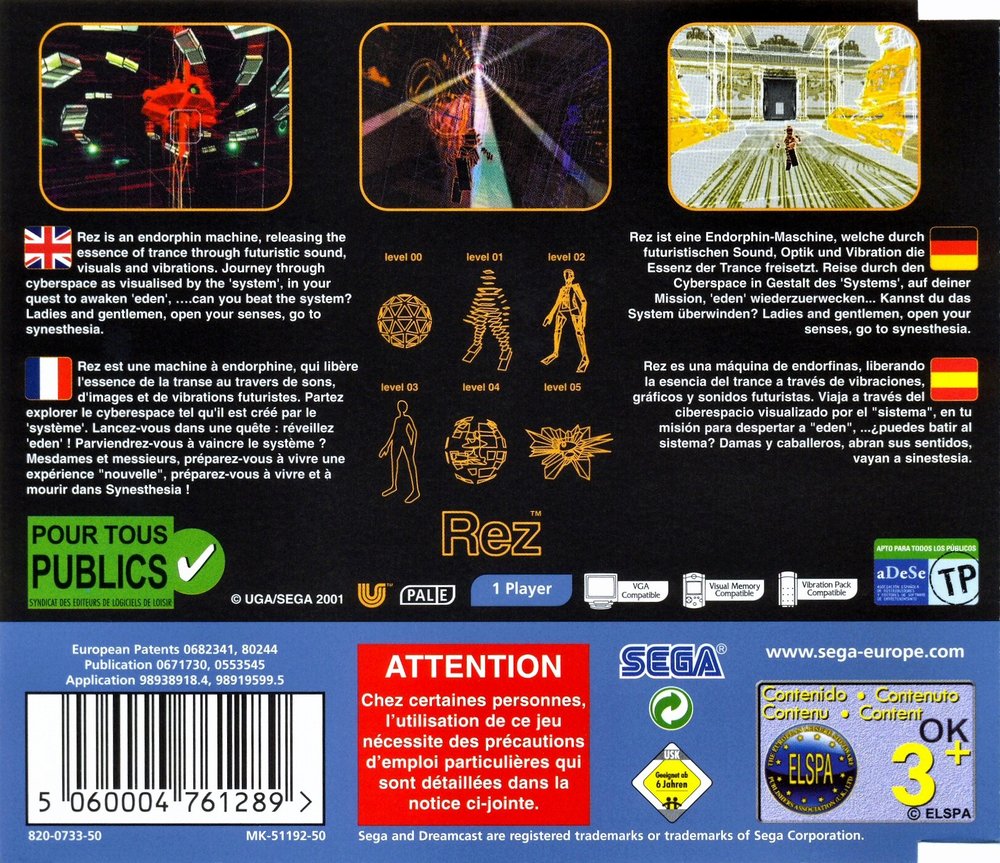 Rez is an endorphin machine, releasing the
essence of trance through futuristic sound,
visuals and vibrations. Journey through
cyberspace as visualised by the 'system', in your
quest to awaken 'eden', ....can you beat the system?
Ladies and gentlemen, open your senses, go to
synesthesia.
Rez est une machine à endorphine, qui libère
l'essence de la transe au travers de sons,
d'images et de vibrations futuristes. Partez
explorer le cyberespace tel qu'il est créé par le
'système'. Lancez-vous dans une quête : réveillez
'eden' ! Parviendrez-vous à vaincre le système ?
Mesdames et messieurs, préparez-vous à vivre une
expérience "nouvelle", préparez-vous à vivre et à
mourir dans Synesthesia !
level 00
level 01
level 02
level 03
level 04
level 05
Rez ist eine Endorphin-Maschine, welche durch
futuristischen Sound, Optik und Vibration die
Essenz der Trance freisetzt. Reise durch den
Cyberspace in Gestalt des 'Systems', auf deiner
Mission, 'eden' wiederzuerwecken... Kannst du das
System überwinden? Ladies and gentlemen, open your
senses, go to synesthesia.
Rez es una máquina de endorfinas, liberando
la esencia del trance a través de vibraciones,
gráficos y sonidos futuristas. Viaja a través del
ciberespacio visualizado por el "sistema", en tu
misión para despertar a "eden", ...¿puedes batir al
sistema? Damas y caballeros, abran sus sentidos,
vayan a sinestesia.
Rez™
POUR TOUS
PUBLICS
SYNDICAT DES EDITEURS DE LOGICIELS DE LOISIR
© UGA/SEGA 2001
PAL/E
1 Player
VGA
Compatible
Visual Memory
Compatible
Vibration Pack
Compatible
APTO PARA TODOS LOS PÚBLICOS
aDeSe
ASOCIACIÓN ESPAÑOLA
DE DISTRIBUIDORES
Y EDITORES DE SOFTWARE
DE ENTRETENIMIENTO
TP
European Patents 0682341, 80244
Publication 0671730, 0553545
Application 98938918.4, 98919599.5
5 060004 761289 >
820-0733-50
MK-51192-50
ATTENTION
Chez certaines personnes,
l'utilisation de ce jeu
nécessite des précautions
d'emploi particulières qui
sont détaillées dans la
notice ci-jointe.
SEGA®
www.sega-europe.com
USK
Geeignet ab
6 Jahren
Contenido • Contenuto
Contenu • Content
OK
3+
ELSPA
© ELSPA
Sega and Dreamcast are registered trademarks or trademarks of Sega Corporation.